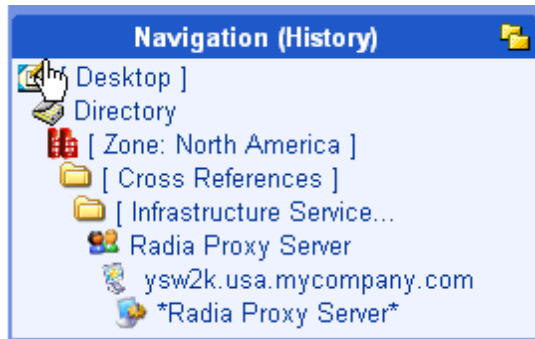 Navigation (History)
[ Desktop ]
Directory
[ Zone: North America ]
[ Cross References ]
[ Infrastructure Service...
Radia Proxy Server
ysw2k.usa.mycompany.com
*Radia Proxy Server*